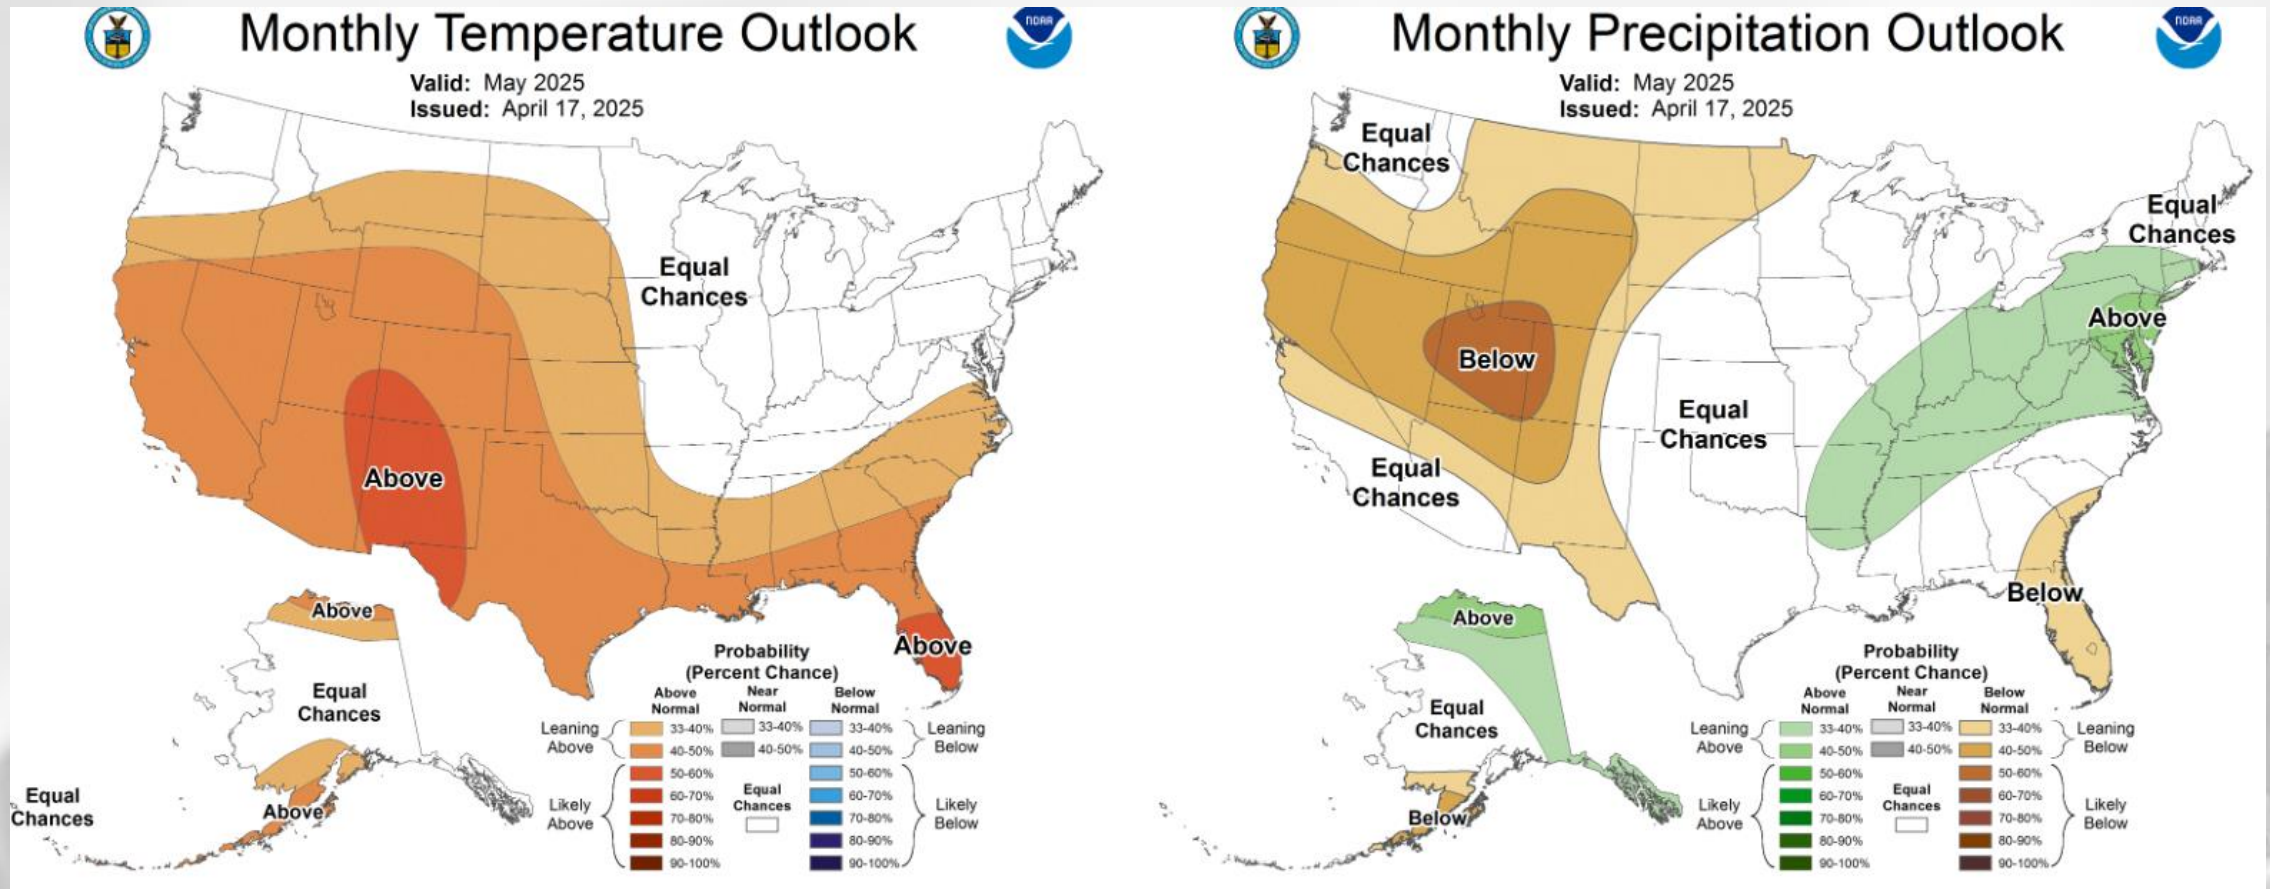 Monthly Temperature Outlook
NOAA
Valid: May 2025
Issued: April 17, 2025
Equal
Chances
Above
Above
Above
Equal
Chances
Above
Equal
Chances
Probability
(Percent Chance)
Above
Normal
Near
Normal
Below
Normal
Leaning
Above
33-40%
33-40%
33-40%
Leaning
Below
40-50%
40-50%
40-50%
Likely
Above
50-60%
50-60%
60-70%
Equal
Chances
60-70%
Likely
Below
70-80%
70-80%
80-90%
80-90%
90-100%
90-100%
Monthly Precipitation Outlook
NOAA
Valid: May 2025
Issued: April 17, 2025
Equal
Chances
Equal
Chances
Above
Below
Equal
Chances
Equal
Chances
Below
Above
Equal
Chances
Below
Probability
(Percent Chance)
Above
Normal
Near
Normal
Below
Normal
Leaning
Above
33-40%
33-40%
33-40%
Leaning
Below
40-50%
40-50%
40-50%
Likely
Above
50-60%
50-60%
60-70%
Equal
Chances
60-70%
Likely
Below
70-80%
70-80%
80-90%
80-90%
90-100%
90-100%